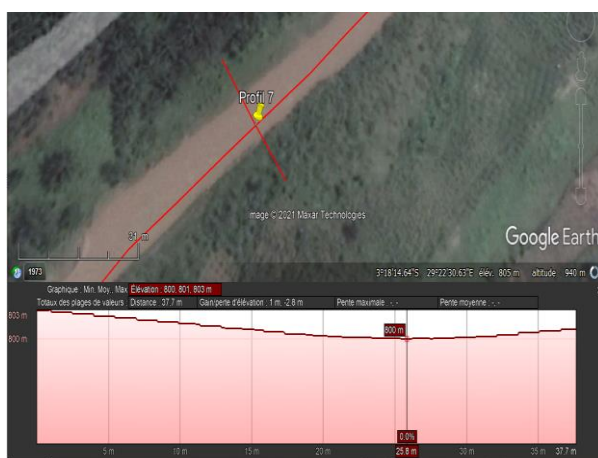 Profil 7
31 m
mage © 2021 Maxar Technologies
Google Earth
1973
3°18'14.64"S 29°22'30.63"E élév. 805 m altitude 940 m
Graphique : Min, Moy., Max Élévation : 800, 801, 803 m
Totaux des plages de valeurs : Distance : 37.7 m Gain/perte d'élévation : 1 m, -2.8 m Pente maximale : -, - Pente moyenne : -, -
803 m
800 m
800 m
0.0%
5 m 10 m 15 m 20 m 25.8 m 30 m 35 m 37.7 m